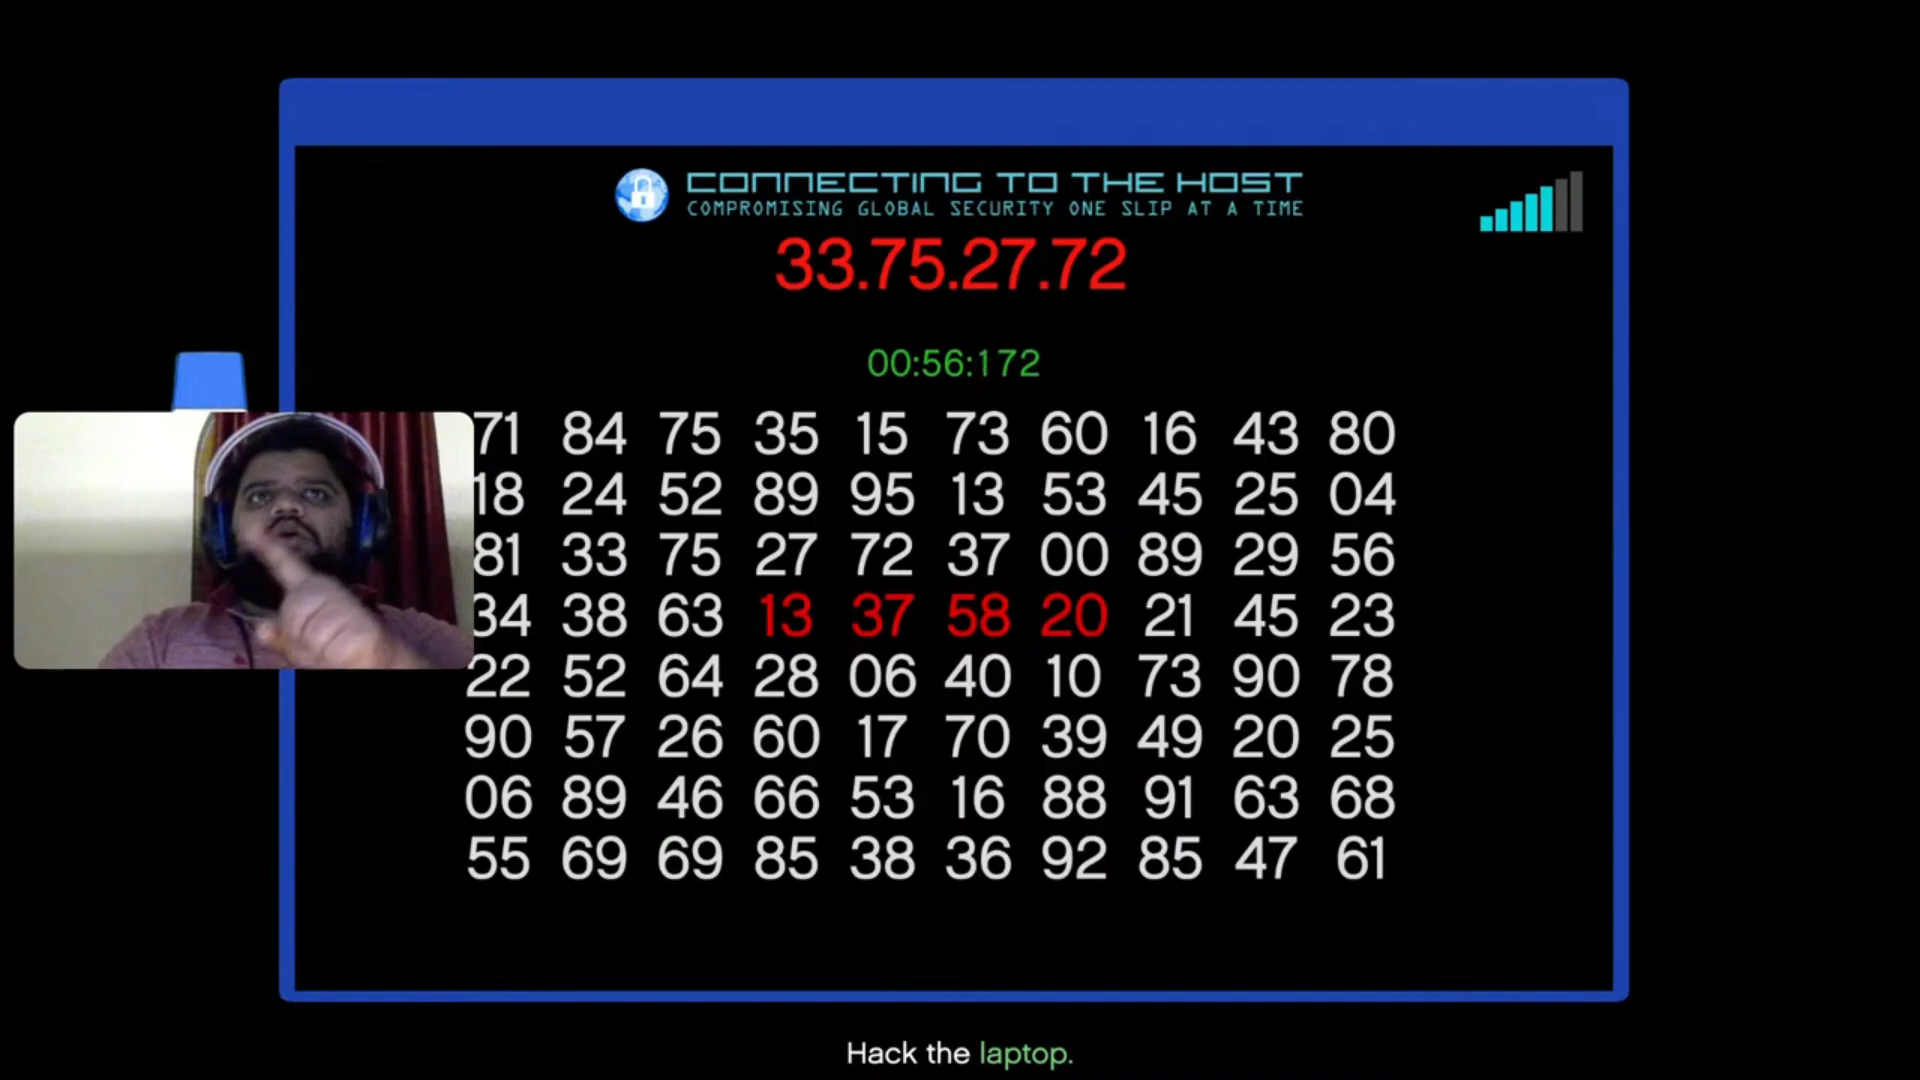 CONNECTING TO THE HOST
COMPROMISING GLOBAL SECURITY ONE SLIP AT A TIME
33.75.27.72
00:56:172
71 84 75 35 15 73 60 16 43 80
18 24 52 89 95 13 53 45 25 04
81 33 75 27 72 37 00 89 29 56
34 38 63 13 37 58 20 21 45 23
22 52 64 28 06 40 10 73 90 78
90 57 26 60 17 70 39 49 20 25
06 89 46 66 53 16 88 91 63 68
55 69 69 85 38 36 92 85 47 61
Hack the laptop.